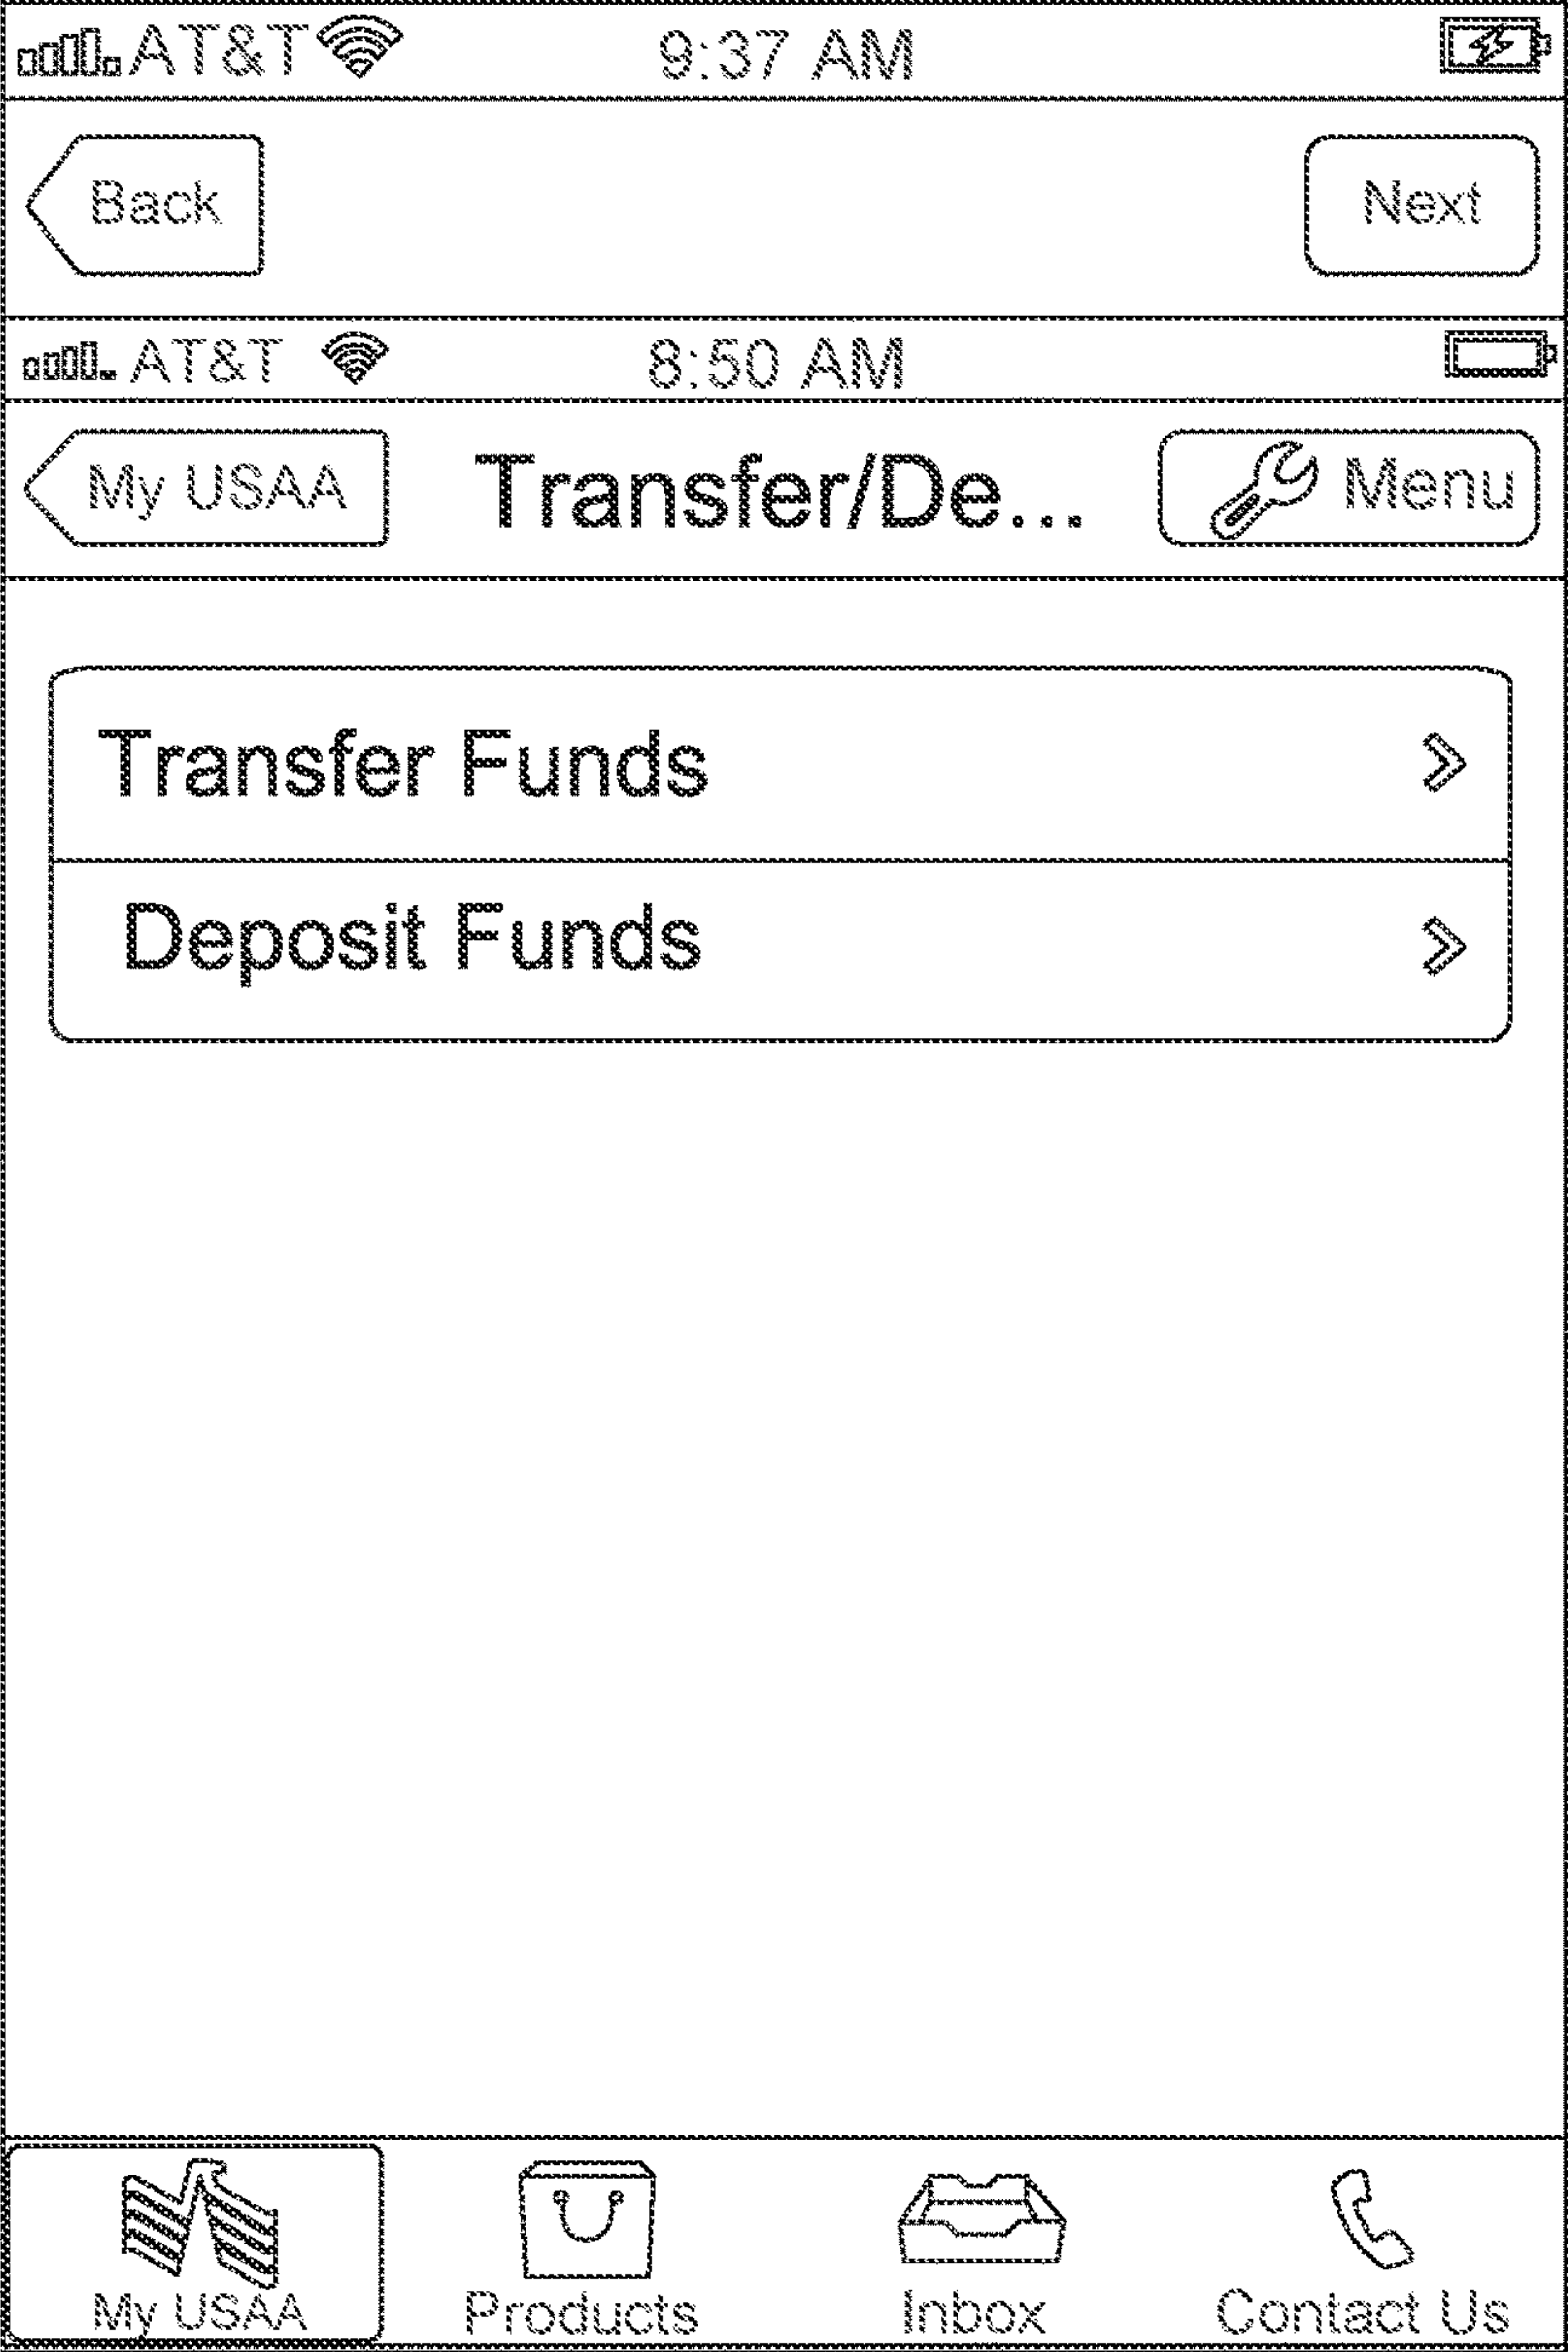 AT&T 9:37 AM
Back Next
AT&T 8:50 AM
My USAA Transfer/De... Menu
Transfer Funds
Deposit Funds
My USAA Products Inbox Contact Us